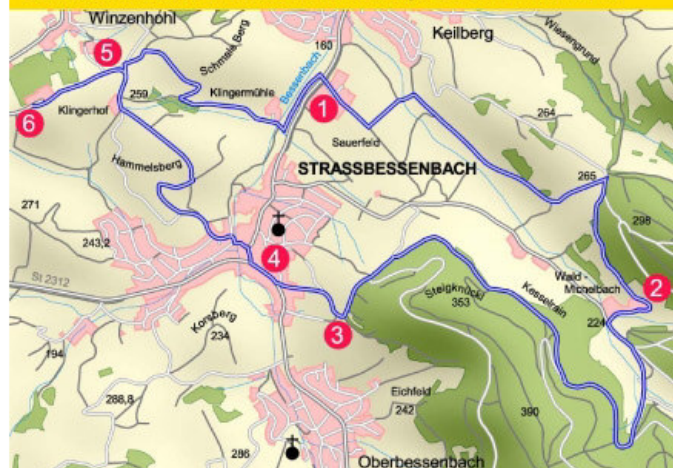 Winzenhohl
Schmels Berg
160
Keilberg
Wiesengrund
5
Bessenbach
259
Klingermühle
1
6
Klingerhof
264
Sauerfeld
Hammelsberg
STRASSBESSENBACH
265
271
298
243,2
4
St 2312
Wald -
Michelbach
2
Steigknückl
353
Kesselrain
224
3
Korsberg
234
194
Eichfeld
242
288,8
390
286
Oberbessenbach